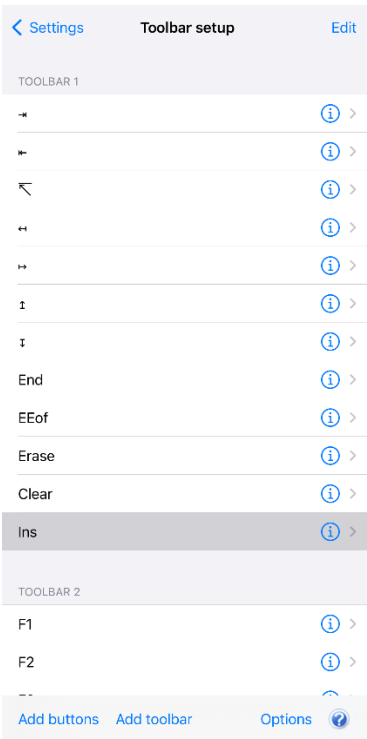 Settings Toolbar setup Edit
TOOLBAR 1
⇥
⇤
↸
↤
↦
↥
↧
End
EEof
Erase
Clear
Ins
TOOLBAR 2
F1
F2
Add buttons Add toolbar Options ?